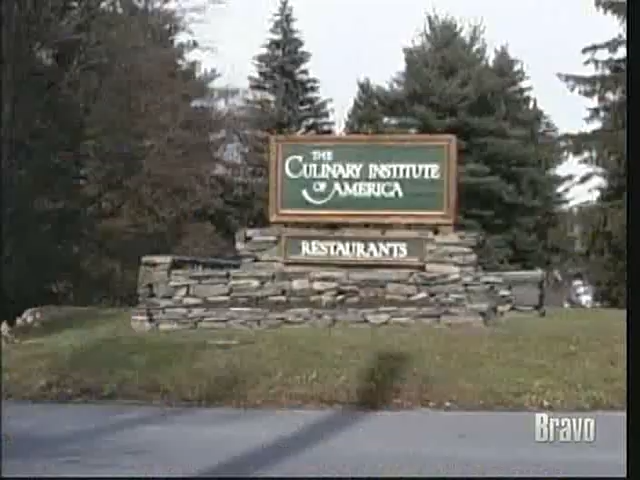 THE
CULINARY INSTITUTE
OF AMERICA
RESTAURANTS
Bravo